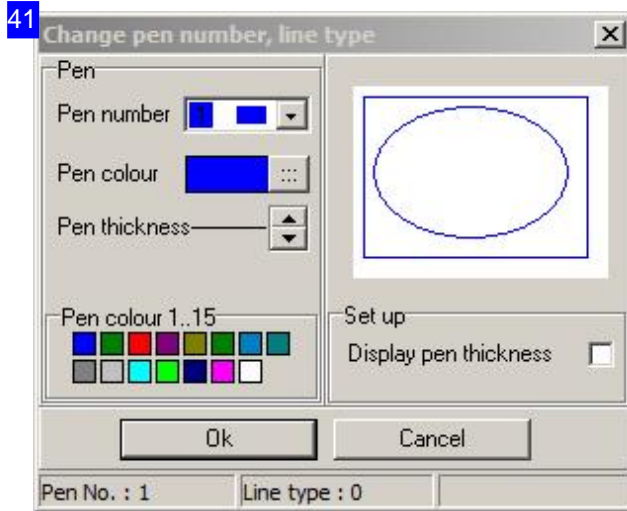 41
Change pen number, line type
Pen
Pen number 1
Pen colour
Pen thickness
Pen colour 1..15
Set up
Display pen thickness
Ok
Cancel
Pen No. : 1
Line type : 0